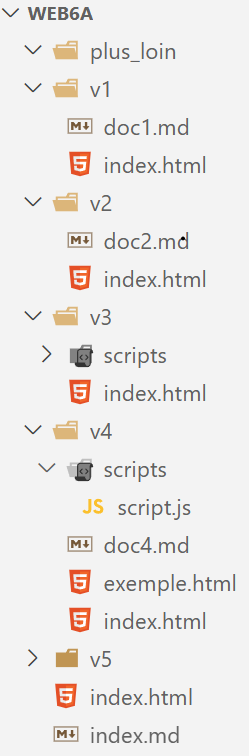 WEB6A
plus_loin
v1
doc1.md
index.html
v2
doc2.md
index.html
v3
scripts
index.html
v4
scripts
JS script.js
doc4.md
exemple.html
index.html
v5
index.html
index.md